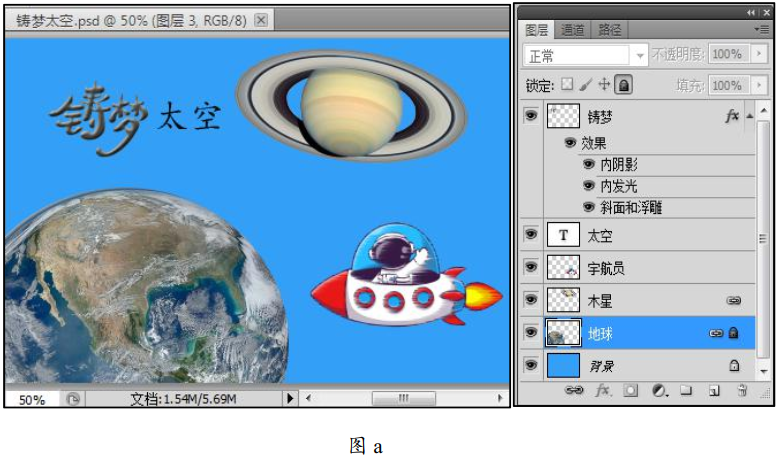 铸梦太空.psd @ 50% (图层 3, RGB/8)
铸梦 太空
50%
文档:1.54M/5.69M
图层 通道 路径
正常 不透明度: 100%
锁定: 填充: 100%
铸梦 fx
效果
内阴影
内发光
斜面和浮雕
T 太空
宇航员
木星
地球
背景
fx.
图 a